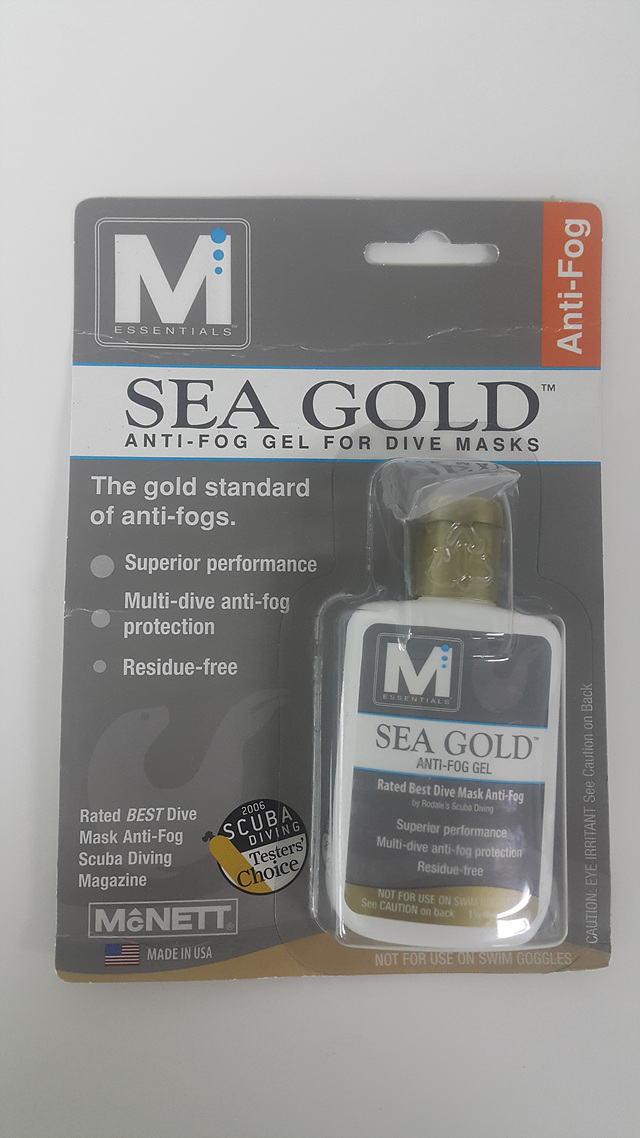 M
ESSENTIALS™
Anti-Fog
SEA GOLD™
ANTI-FOG GEL FOR DIVE MASKS
The gold standard
of anti-fogs.
Superior performance
Multi-dive anti-fog
protection
Residue-free
Rated BEST Dive
Mask Anti-Fog
Scuba Diving
Magazine
2006
SCUBA
DIVING
Testers'
Choice
McNETT®
MADE IN USA
M
ESSENTIALS
SEA GOLD™
ANTI-FOG GEL
Rated Best Dive Mask Anti-Fog
by Rodale's Scuba Diving
Superior performance
Multi-dive anti-fog protection
Residue-free
NOT FOR USE ON SWIM
See CAUTION on back
NOT FOR USE ON SWIM GOGGLES
CAUTION: EYE IRRITANT See Caution on Back